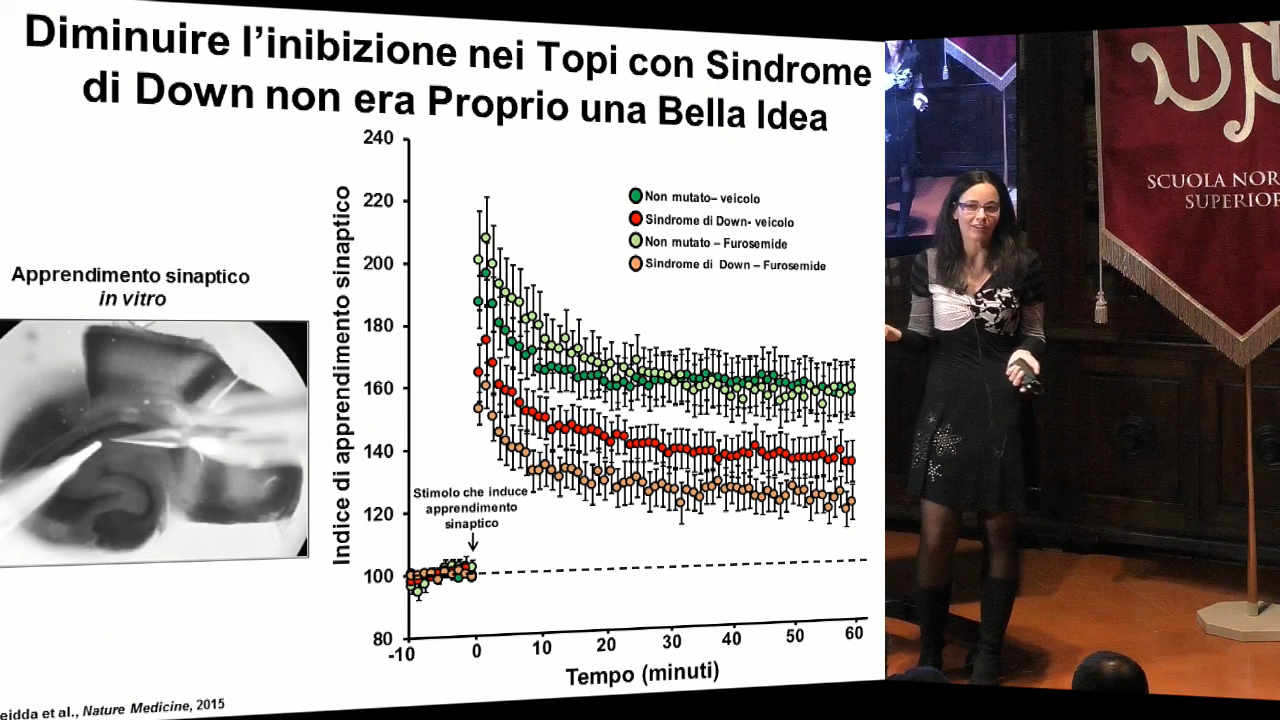 Diminuire l'inibizione nei Topi con Sindrome
di Down non era Proprio una Bella Idea
Apprendimento sinaptico
in vitro
Indice di apprendimento sinaptico
240
220
200
180
160
140
120
100
80
Non mutato– veicolo
Sindrome di Down- veicolo
Non mutato – Furosemide
Sindrome di Down – Furosemide
Stimolo che induce
apprendimento
sinaptico
-10 0 10 20 30 40 50 60
Tempo (minuti)
et al., Nature Medicine, 2015
SCUOLA
SUPERIOR